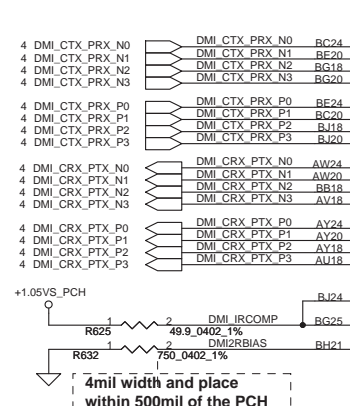 4 DMI_CTX_PRX_N0 DMI_CTX_PRX_N0 BC24
4 DMI_CTX_PRX_N1 DMI_CTX_PRX_N1 BE20
4 DMI_CTX_PRX_N2 DMI_CTX_PRX_N2 BG18
4 DMI_CTX_PRX_N3 DMI_CTX_PRX_N3 BG20
4 DMI_CTX_PRX_P0 DMI_CTX_PRX_P0 BE24
4 DMI_CTX_PRX_P1 DMI_CTX_PRX_P1 BC20
4 DMI_CTX_PRX_P2 DMI_CTX_PRX_P2 BJ18
4 DMI_CTX_PRX_P3 DMI_CTX_PRX_P3 BJ20
4 DMI_CRX_PTX_N0 DMI_CRX_PTX_N0 AW24
4 DMI_CRX_PTX_N1 DMI_CRX_PTX_N1 AW20
4 DMI_CRX_PTX_N2 DMI_CRX_PTX_N2 BB18
4 DMI_CRX_PTX_N3 DMI_CRX_PTX_N3 AV18
4 DMI_CRX_PTX_P0 DMI_CRX_PTX_P0 AY24
4 DMI_CRX_PTX_P1 DMI_CRX_PTX_P1 AY20
4 DMI_CRX_PTX_P2 DMI_CRX_PTX_P2 AY18
4 DMI_CRX_PTX_P3 DMI_CRX_PTX_P3 AU18
+1.05VS_PCH
BJ24
1 2 DMI_IRCOMP BG25
R625 49.9_0402_1%
1 2 DMI2RBIAS BH21
R632 750_0402_1%
4mil width and place
within 500mil of the PCH